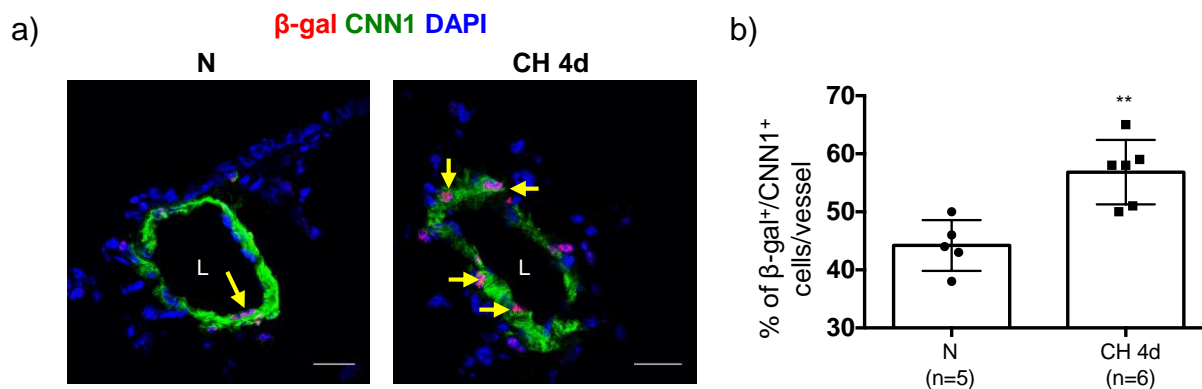 a)
β-gal CNN1 DAPI
N
CH 4d
L
L
b)
% of β-gal⁺/CNN1⁺
cells/vessel
70
60
50
40
30
**
N
(n=5)
CH 4d
(n=6)